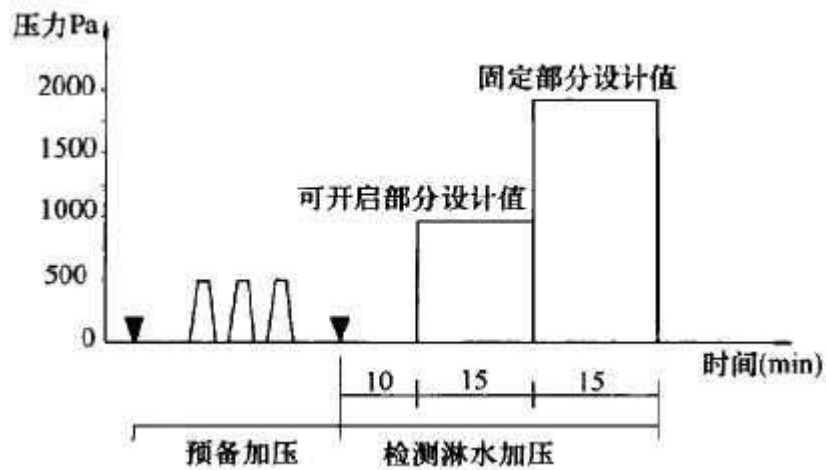 压力Pa
2000
固定部分设计值
1500
可开启部分设计值
1000
500
0
时间(min)
10 15 15
预备加压 检测淋水加压